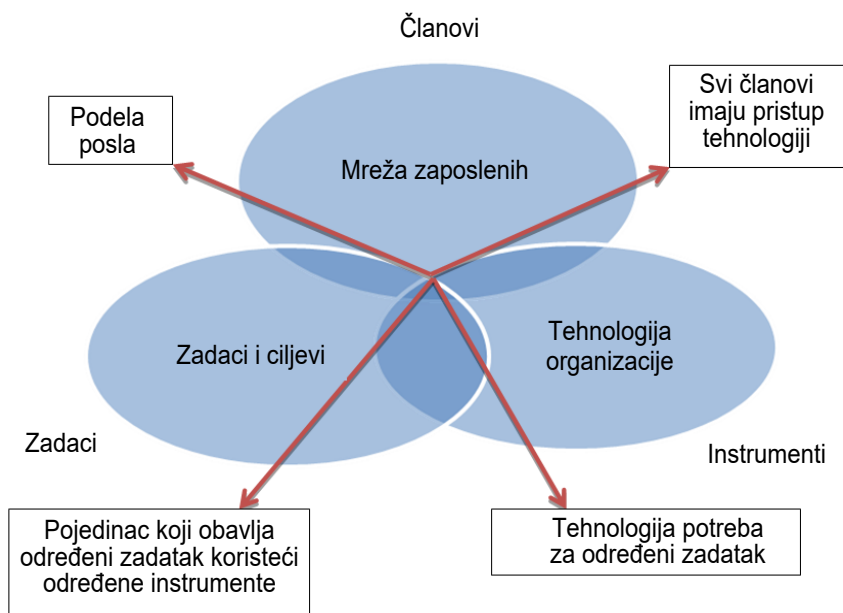 Članovi
Podela
posla
Svi članovi
imaju pristup
tehnologiji
Mreža zaposlenih
Zadaci i ciljevi
Tehnologija
organizacije
Zadaci
Instrumenti
Pojedinac koji obavlja
određeni zadatak koristeći
određene instrumente
Tehnologija potreba
za određeni zadatak